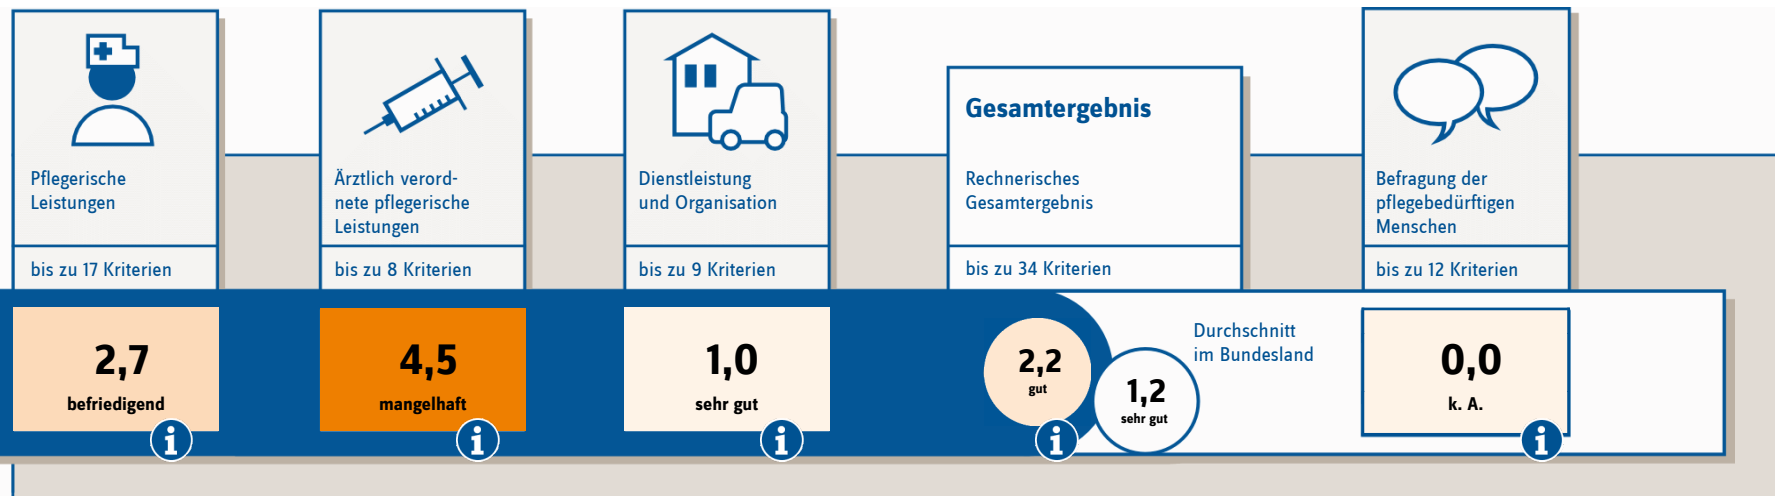 Pflegerische
Leistungen
bis zu 17 Kriterien
2,7
befriedigend
i
Ärztlich verord-
nete pflegerische
Leistungen
bis zu 8 Kriterien
4,5
mangelhaft
i
Dienstleistung
und Organisation
bis zu 9 Kriterien
1,0
sehr gut
i
Gesamtergebnis
Rechnerisches
Gesamtergebnis
bis zu 34 Kriterien
2,2
gut
i
1,2
sehr gut
Durchschnitt
im Bundesland
Befragung der
pflegebedürftigen
Menschen
bis zu 12 Kriterien
0,0
k. A.
i